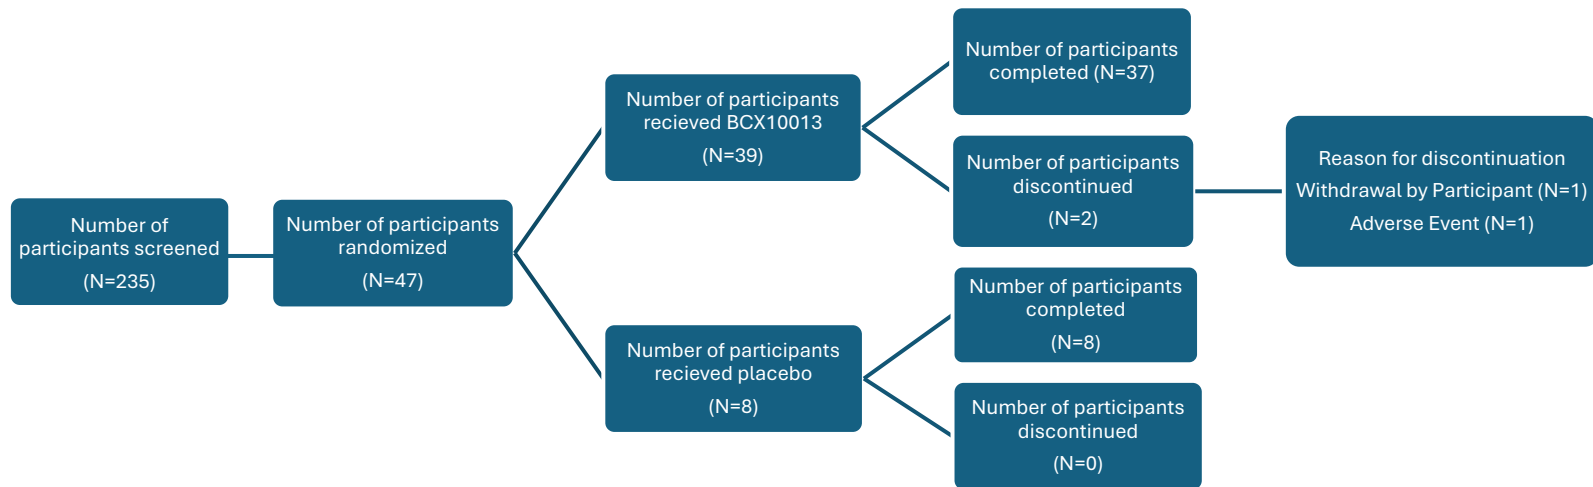 Number of
participants screened
(N=235)
Number of participants
randomized
(N=47)
Number of participants
recieved BCX10013
(N=39)
Number of participants
completed (N=37)
Number of participants
discontinued
(N=2)
Reason for discontinuation
Withdrawal by Participant (N=1)
Adverse Event (N=1)
Number of participants
recieved placebo
(N=8)
Number of participants
completed
(N=8)
Number of participants
discontinued
(N=0)